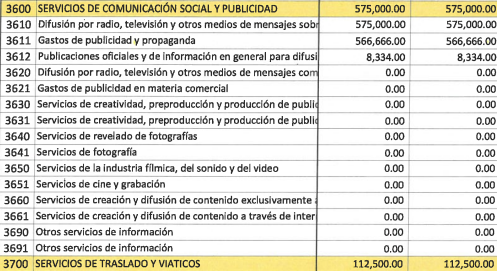 3600 SERVICIOS DE COMUNICACIÓN SOCIAL Y PUBLICIDAD 575,000.00 575,000.00
3610 Difusión por radio, televisión y otros medios de mensajes sobr 575,000.00 575,000.00
3611 Gastos de publicidad y propaganda 566,666.00 566,666.00
3612 Publicaciones oficiales y de información en general para difusi 8,334.00 8,334.00
3620 Difusión por radio, televisión y otros medios de mensajes com 0.00 0.00
3621 Gastos de publicidad en materia comercial 0.00 0.00
3630 Servicios de creatividad, preproducción y producción de public 0.00 0.00
3631 Servicios de creatividad, preproducción y producción de public 0.00 0.00
3640 Servicios de revelado de fotografías 0.00 0.00
3641 Servicios de fotografía 0.00 0.00
3650 Servicios de la industria fílmica, del sonido y del video 0.00 0.00
3651 Servicios de cine y grabación 0.00 0.00
3660 Servicios de creación y difusión de contenido exclusivamente 0.00 0.00
3661 Servicios de creación y difusión de contenido a través de inter 0.00 0.00
3690 Otros servicios de información 0.00 0.00
3691 Otros servicios de información 0.00 0.00
3700 SERVICIOS DE TRASLADO Y VIATICOS 112,500.00 112,500.00